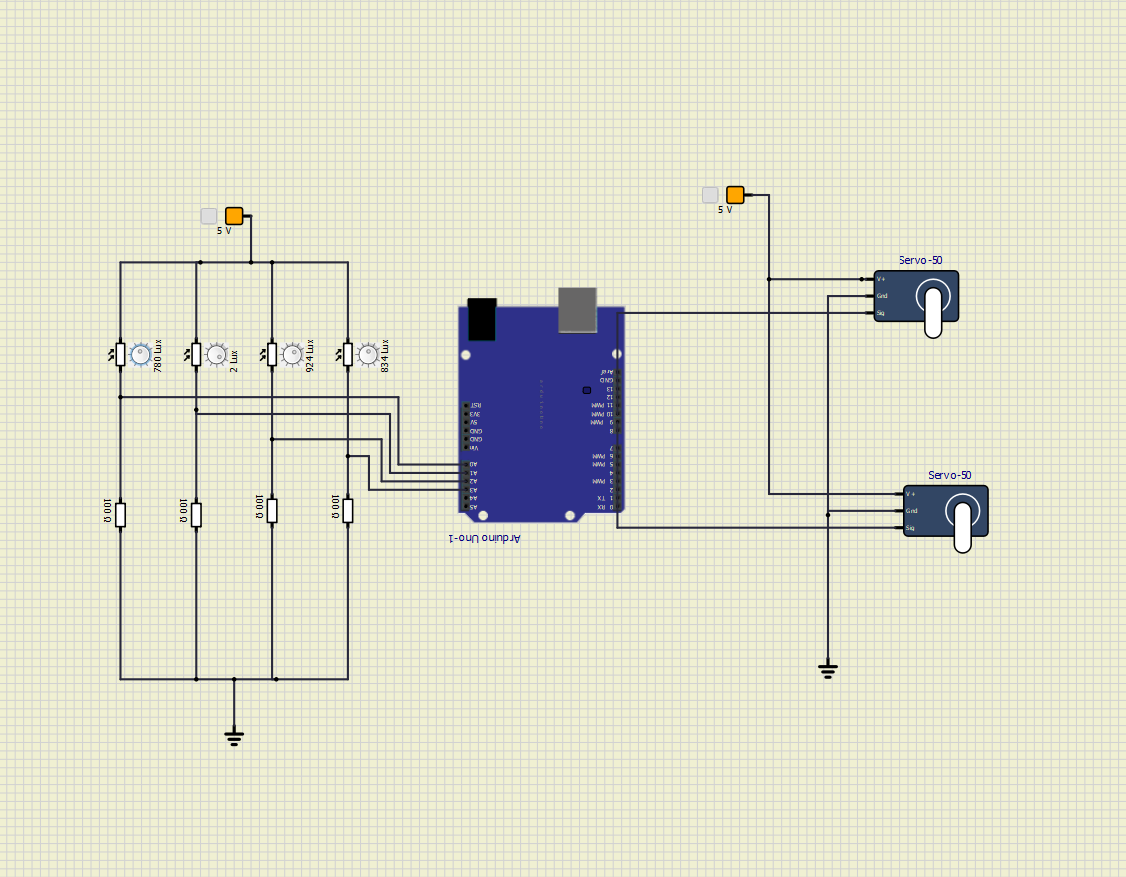 5 V
5 V
Servo-50
V+
Gnd
Sig
780 Lux
2 Lux
924 Lux
834 Lux
Aref
GND
13
12
PWM 11
PWM 10
PWM 9
8
7
PWM 6
PWM 5
4
PWM 3
2
TX 1
RX 0
RST
3V3
5V
GND
GND
Vin
A0
A1
A2
A3
A4
A5
100 Ω
100 Ω
100 Ω
100 Ω
Arduino Uno-1
Servo-50
V+
Gnd
Sig